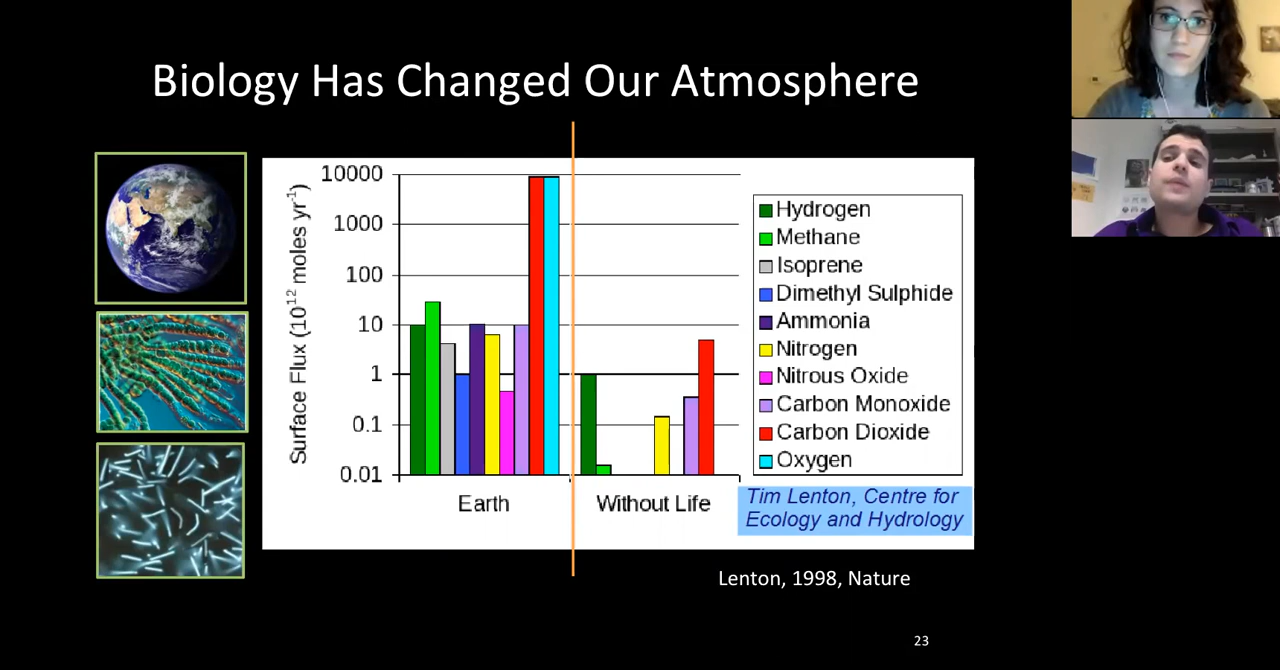 Biology Has Changed Our Atmosphere
10000
1000
100
10
1
0.1
0.01
Surface Flux (10¹² moles yr⁻¹)
Earth
Without Life
Hydrogen
Methane
Isoprene
Dimethyl Sulphide
Ammonia
Nitrogen
Nitrous Oxide
Carbon Monoxide
Carbon Dioxide
Oxygen
Tim Lenton, Centre for
Ecology and Hydrology
Lenton, 1998, Nature
23